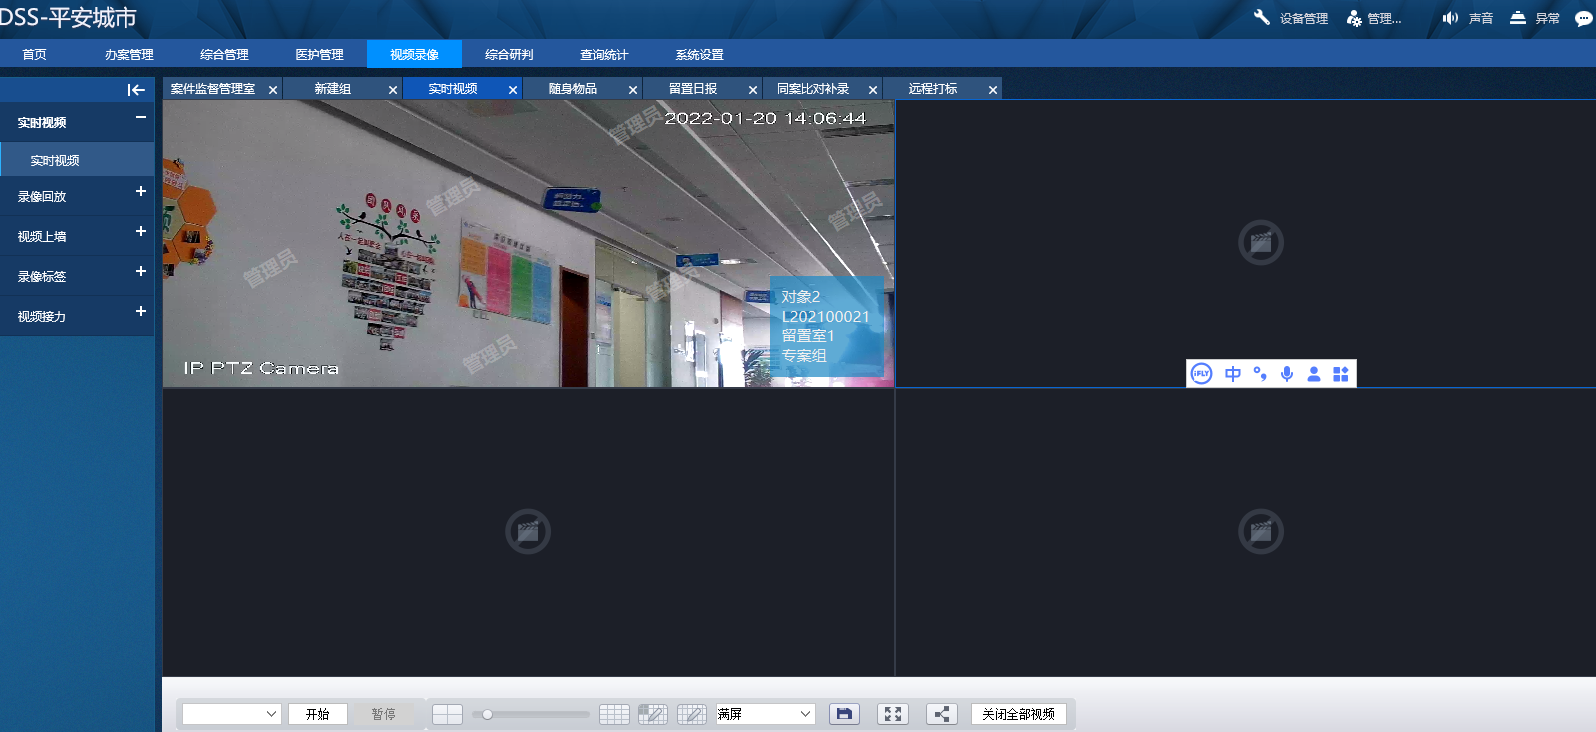 DSS-平安城市
设备管理
管理...
声音
异常
首页
办案管理
综合管理
医护管理
视频录像
综合研判
查询统计
系统设置
案件监督管理室
新建组
实时视频
随身物品
留置日报
同案比对补录
远程打标
实时视频
实时视频
录像回放
视频上墙
录像标签
视频接力
2022-01-20 14:06:44
管理员
管理员
管理员
管理员
管理员
管理员
团队风采
对象2
L202100021
留置室1
专案组
IP PTZ Camera
iFLY
中
开始
暂停
满屏
关闭全部视频